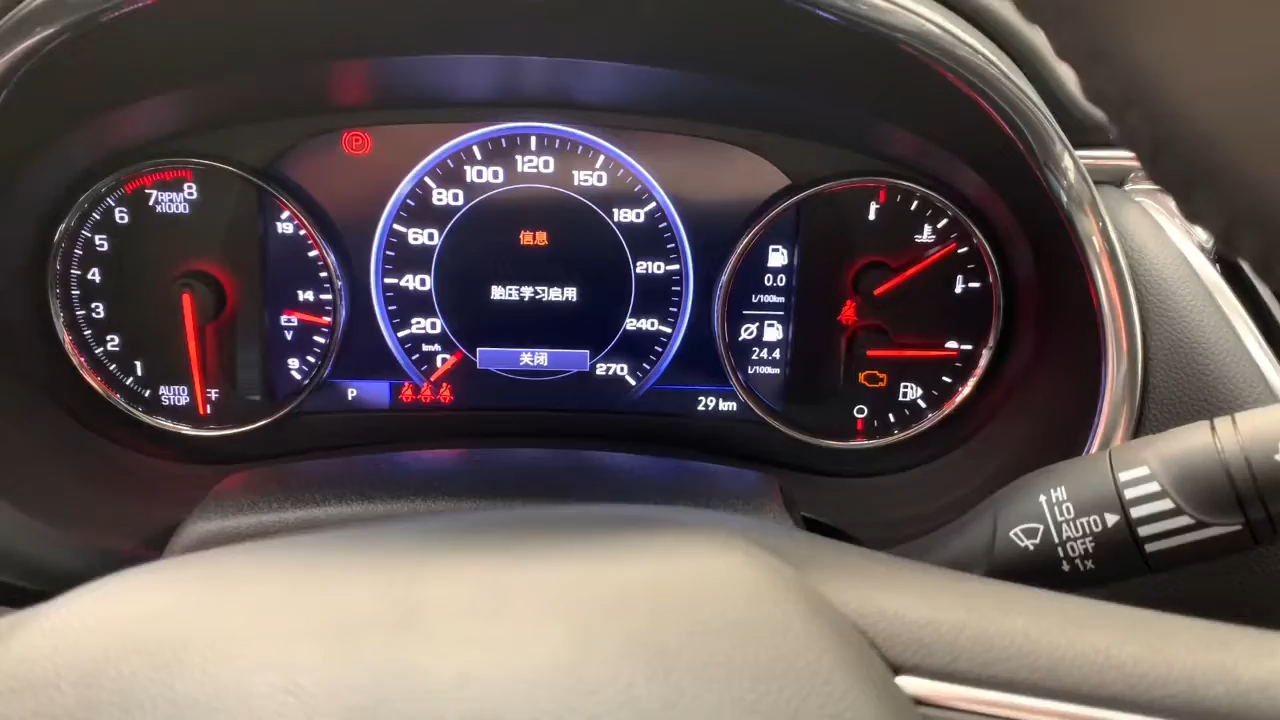 8
7
RPM
x1000
6
5
4
3
2
1
AUTO
STOP
OFF
19
14
V
9
P
P
120
100
150
80
180
60
210
40
240
20
270
km/h
0
信息
胎压学习启用
关闭
29 km
0.0
L/100km
24.4
L/100km
HI
LO
AUTO
OFF
1x